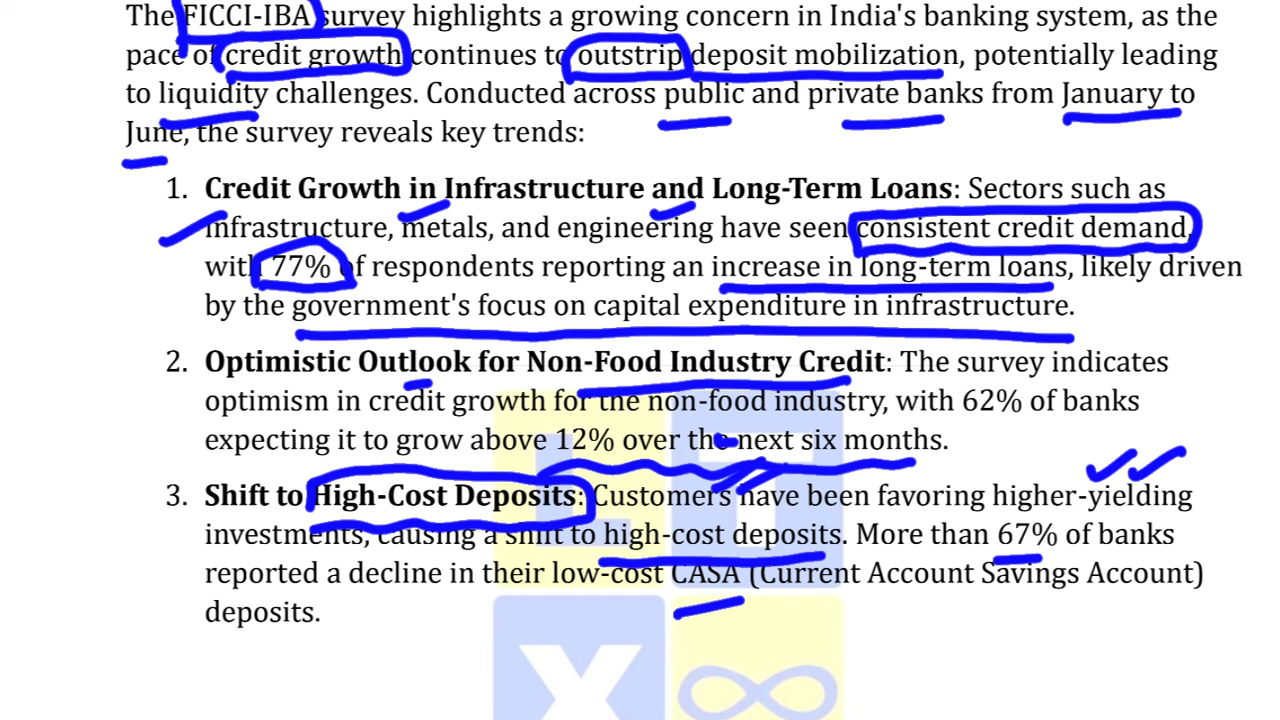 The FICCI-IBA survey highlights a growing concern in India's banking system, as the
pace of credit growth continues to outstrip deposit mobilization, potentially leading
to liquidity challenges. Conducted across public and private banks from January to
June, the survey reveals key trends:
1. Credit Growth in Infrastructure and Long-Term Loans: Sectors such as
infrastructure, metals, and engineering have seen consistent credit demand,
with 77% of respondents reporting an increase in long-term loans, likely driven
by the government's focus on capital expenditure in infrastructure.
2. Optimistic Outlook for Non-Food Industry Credit: The survey indicates
optimism in credit growth for the non-food industry, with 62% of banks
expecting it to grow above 12% over the next six months.
3. Shift to High-Cost Deposits: Customers have been favoring higher-yielding
investments, causing a shift to high-cost deposits. More than 67% of banks
reported a decline in their low-cost CASA (Current Account Savings Account)
deposits.